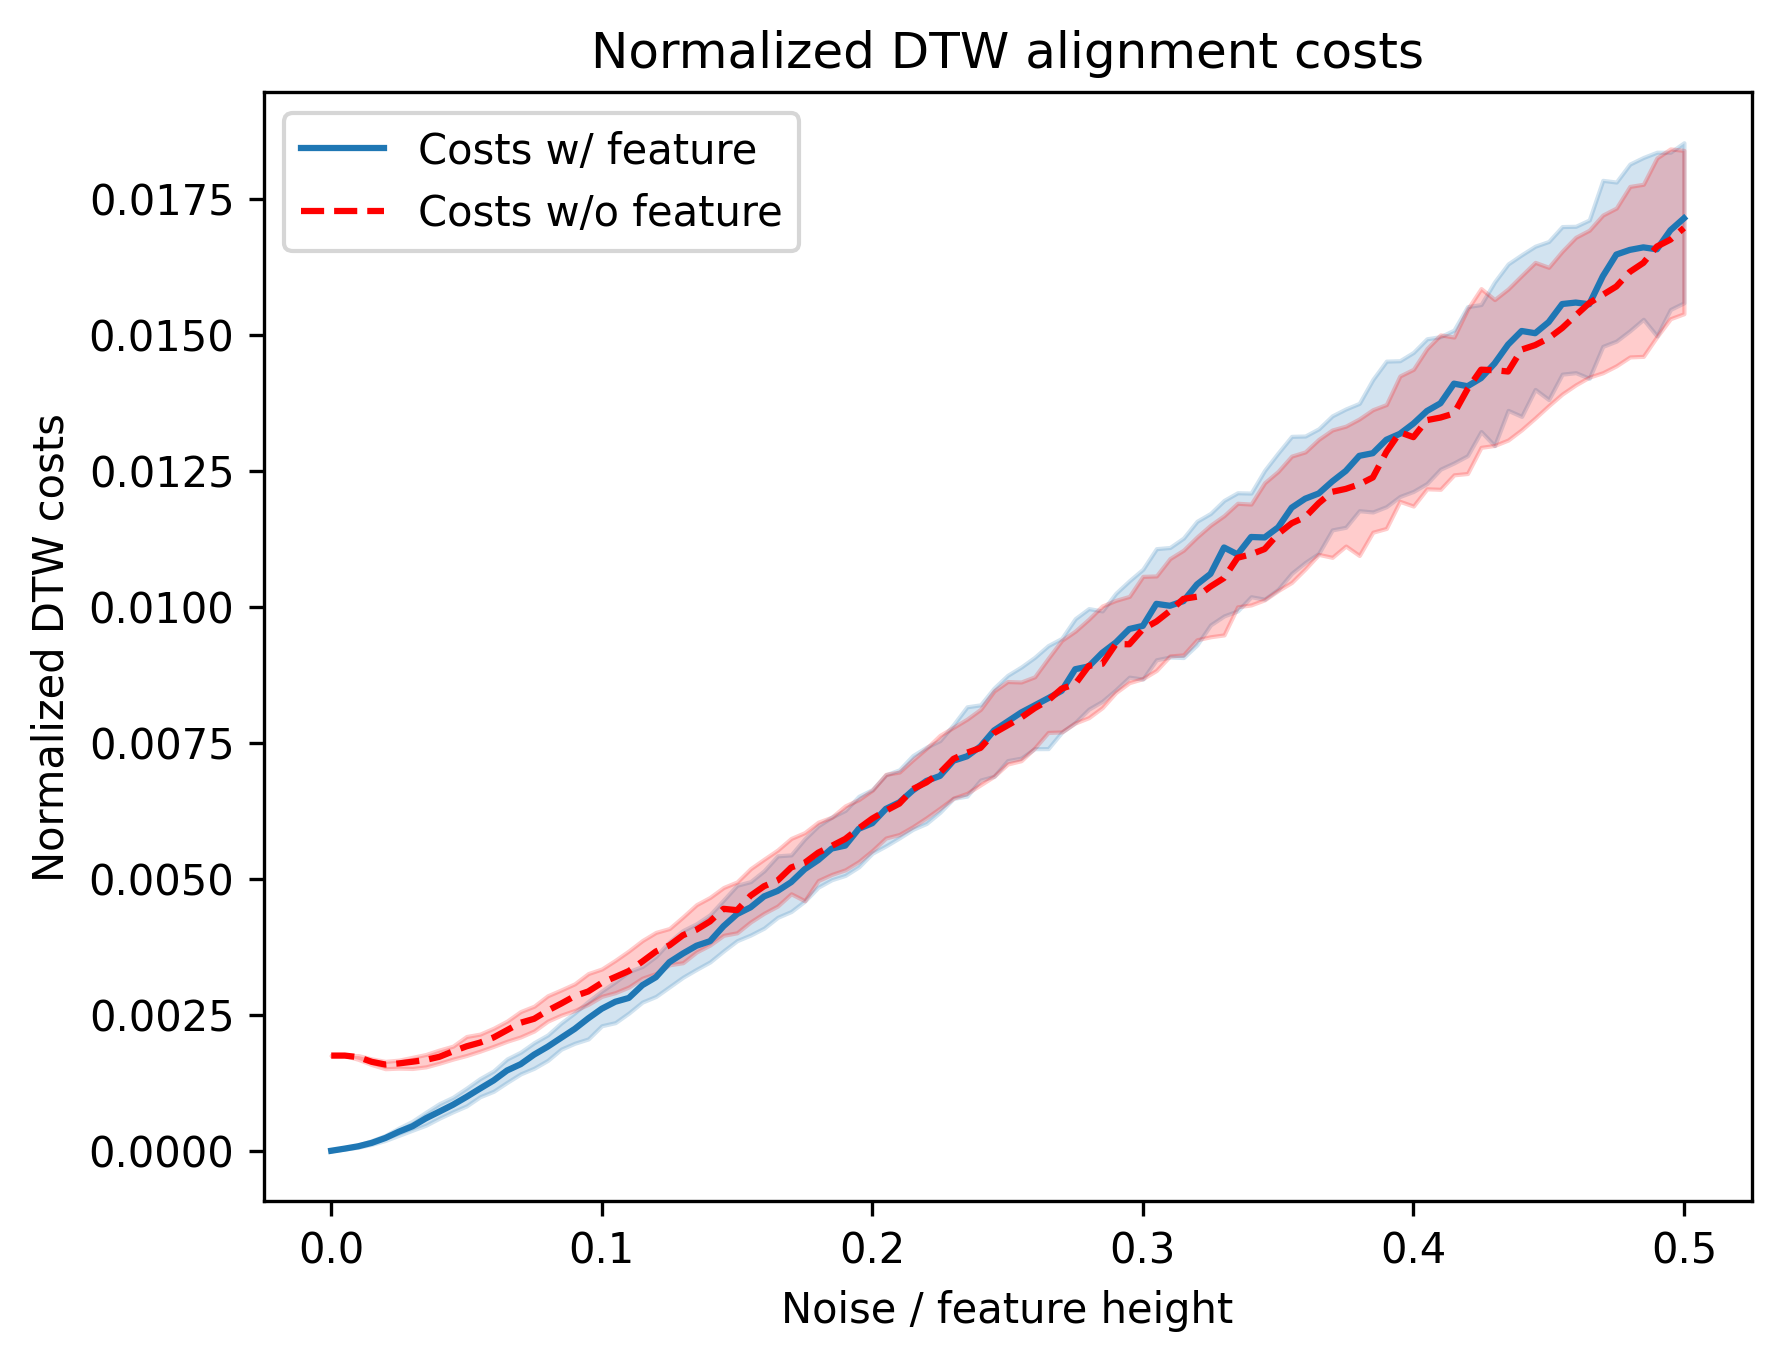 Normalized DTW alignment costs
Costs w/ feature
Costs w/o feature
Normalized DTW costs
0.0175
0.0150
0.0125
0.0100
0.0075
0.0050
0.0025
0.0000
0.0 0.1 0.2 0.3 0.4 0.5
Noise / feature height